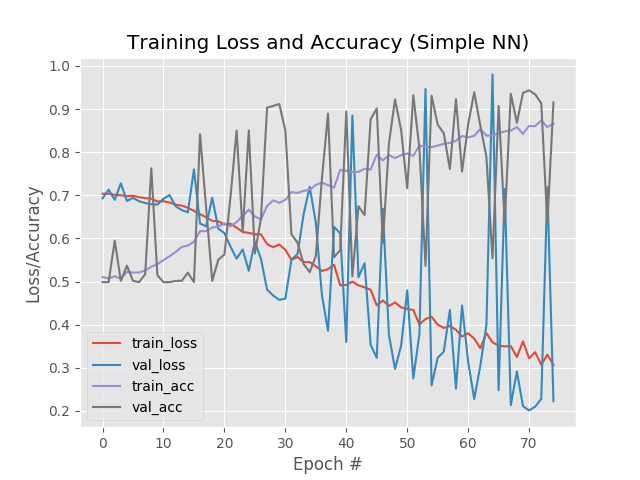 Training Loss and Accuracy (Simple NN)
1.0
0.9
0.8
0.7
0.6
0.5
0.4
0.3
0.2
Loss/Accuracy
train_loss
val_loss
train_acc
val_acc
0 10 20 30 40 50 60 70
Epoch #